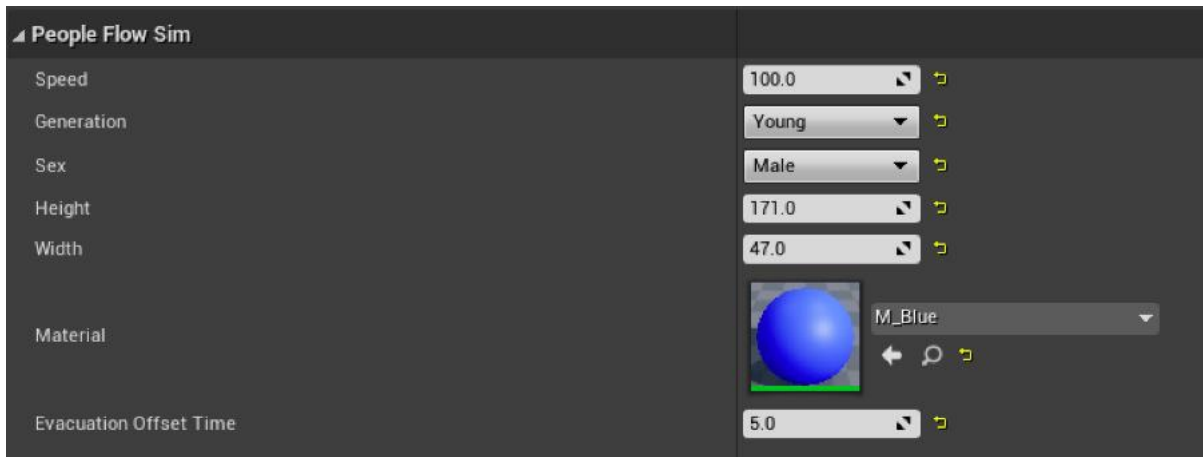 People Flow Sim
Speed 100.0
Generation Young
Sex Male
Height 171.0
Width 47.0
Material M_Blue
Evacuation Offset Time 5.0